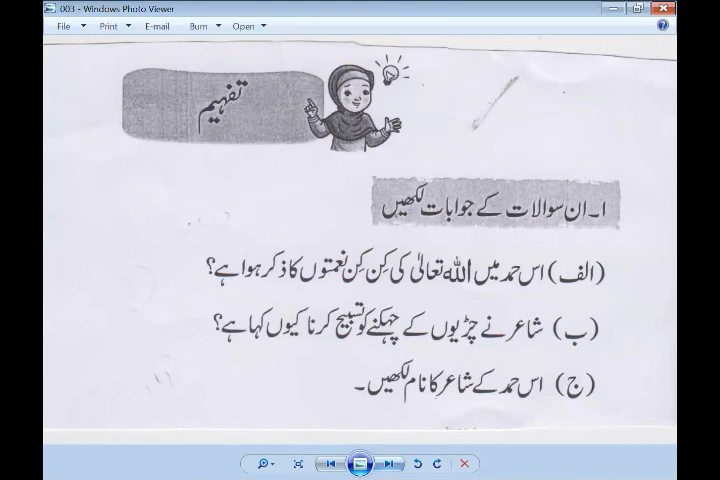 003 - Windows Photo Viewer
File Print E-mail Burn Open
تفہیم
۱۔ان سوالات کے جوابات لکھیں
(الف) اس حمد میں اللہ تعالیٰ کی کِن کِن نعمتوں کا ذکر ہوا ہے؟
(ب) شاعر نے چڑیوں کے چہکنے کو تسبیح کرنا کیوں کہا ہے؟
(ج) اس حمد کے شاعر کا نام لکھیں۔